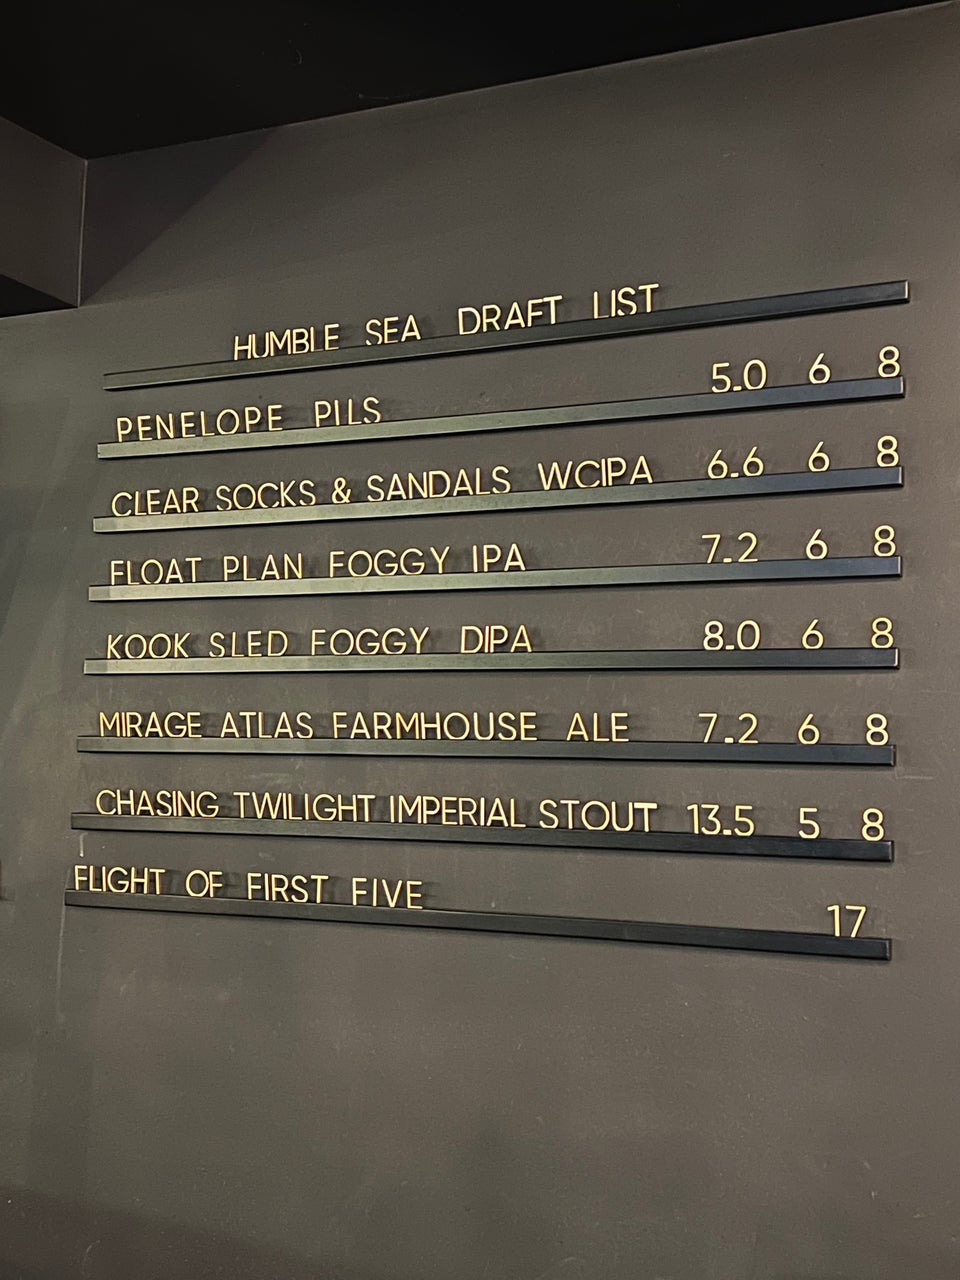 HUMBLE SEA DRAFT LIST
PENELOPE PILS 5.0 6 8
CLEAR SOCKS & SANDALS WCIPA 6.6 6 8
FLOAT PLAN FOGGY IPA 7.2 6 8
KOOK SLED FOGGY DIPA 8.0 6 8
MIRAGE ATLAS FARMHOUSE ALE 7.2 6 8
CHASING TWILIGHT IMPERIAL STOUT 13.5 5 8
FLIGHT OF FIRST FIVE 17